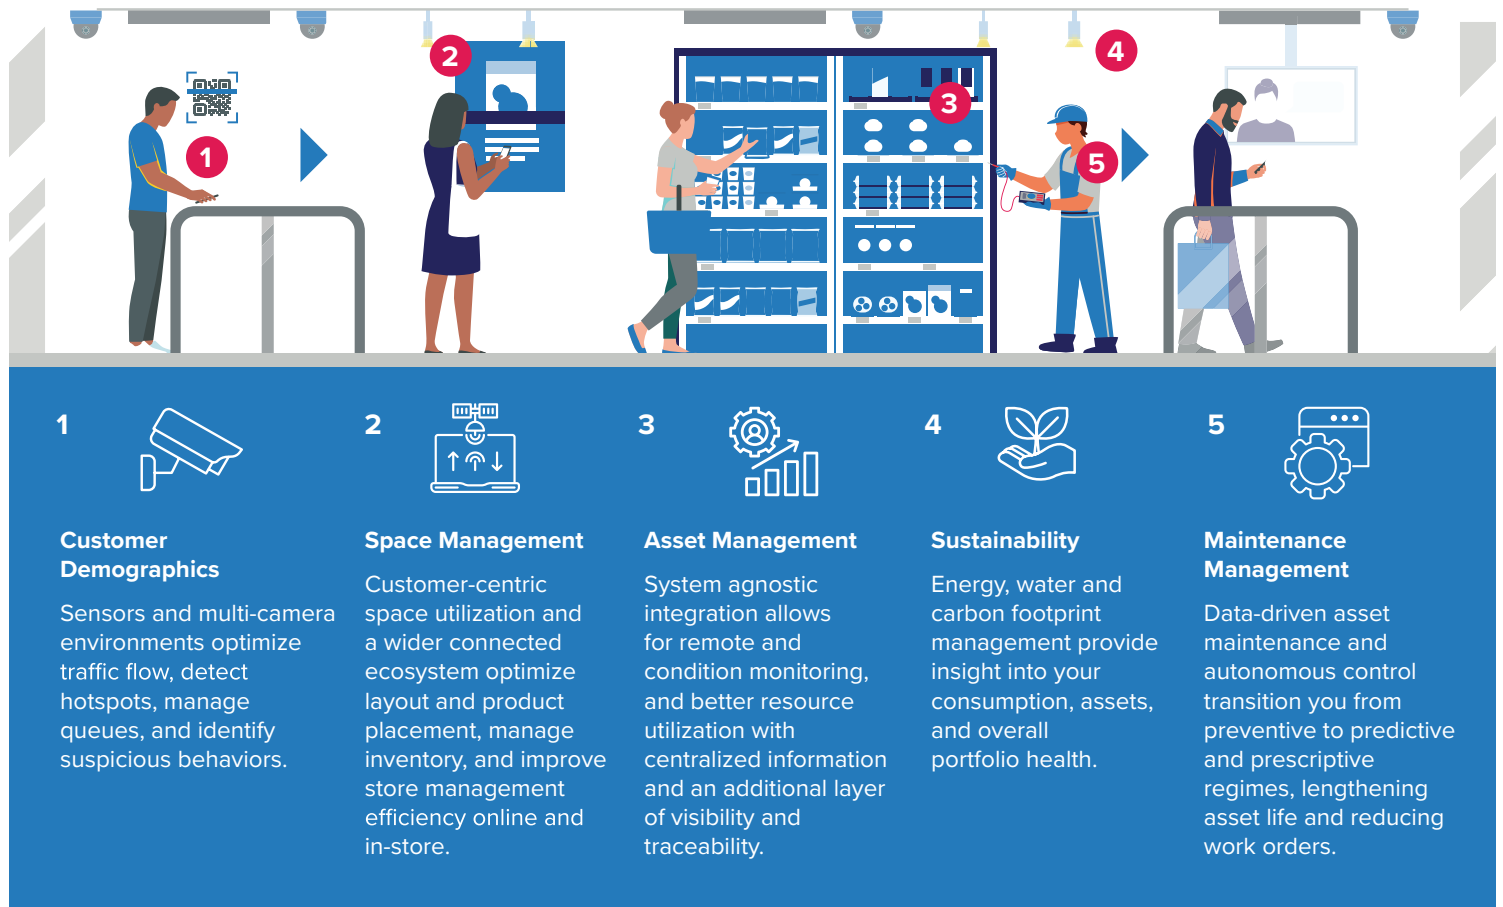 1
2
3
4
5
1
Customer
Demographics
Sensors and multi-camera
environments optimize
traffic flow, detect
hotspots, manage
queues, and identify
suspicious behaviors.
2
Space Management
Customer-centric
space utilization and
a wider connected
ecosystem optimize
layout and product
placement, manage
inventory, and improve
store management
efficiency online and
in-store.
3
Asset Management
System agnostic
integration allows
for remote and
condition monitoring,
and better resource
utilization with
centralized information
and an additional layer
of visibility and
traceability.
4
Sustainability
Energy, water and
carbon footprint
management provide
insight into your
consumption, assets,
and overall
portfolio health.
5
Maintenance
Management
Data-driven asset
maintenance and
autonomous control
transition you from
preventive to predictive
and prescriptive
regimes, lengthening
asset life and reducing
work orders.